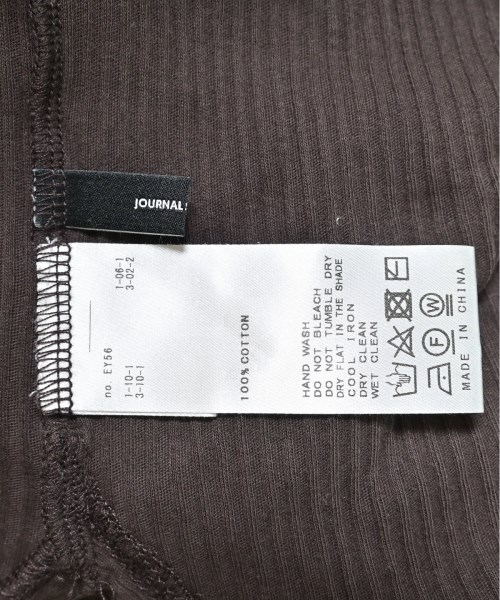 JOURNAL
no. EY56
1-06-1
3-02-2
1-10-1
3-10-1
100% COTTON
HAND WASH
DO NOT BLEACH
DO NOT TUMBLE DRY
DRY FLAT IN THE SHADE
COOL IRON
DRY CLEAN
WET CLEAN
F
W
MADE IN CHINA